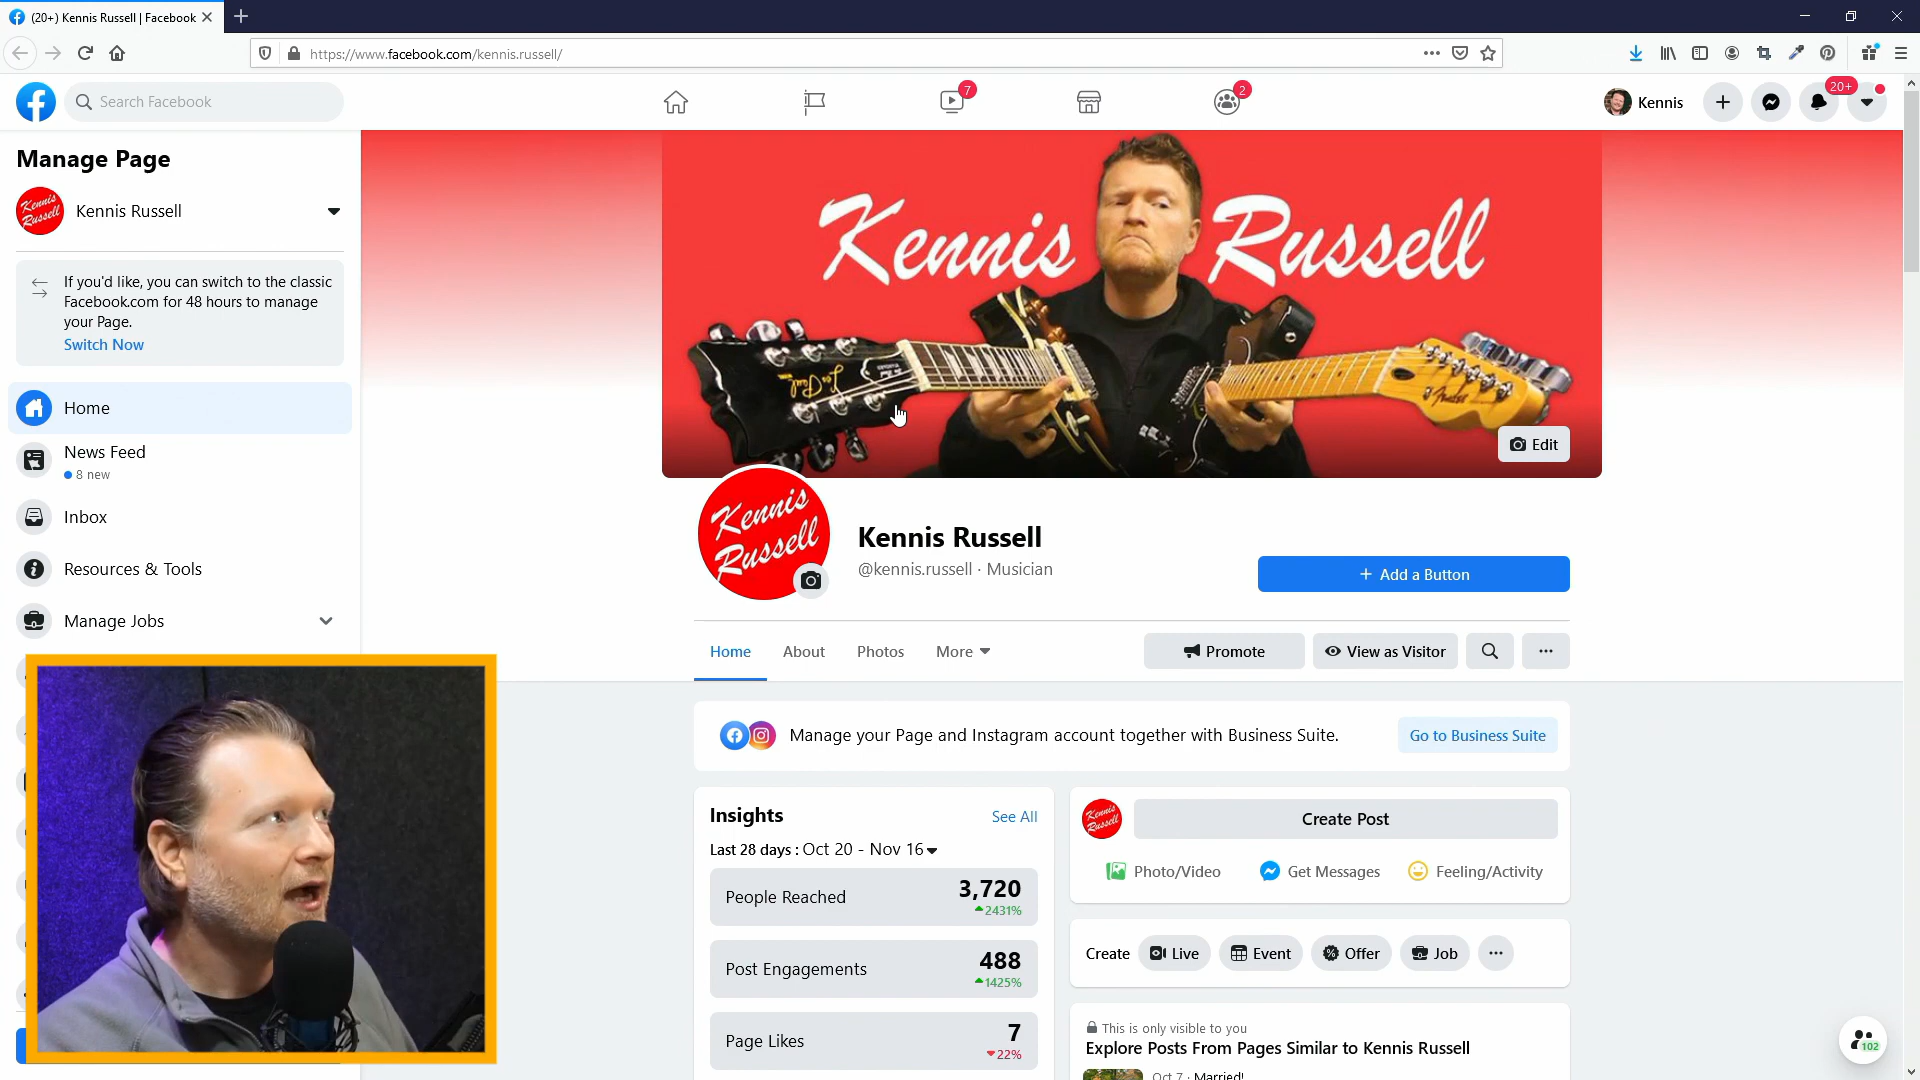 (20+) Kennis Russell | Facebook
https://www.facebook.com/kennis.russell/
Search Facebook
7
2
Kennis
20+
Manage Page
Kennis Russell
Kennis Russell
If you'd like, you can switch to the classic
Facebook.com for 48 hours to manage
your Page.
Switch Now
Home
News Feed
8 new
Inbox
Resources & Tools
Manage Jobs
Kennis Russell
Les Paul
Fender
Edit
Kennis
Russell
Kennis Russell
@kennis.russell · Musician
+ Add a Button
Home
About
Photos
More
Promote
View as Visitor
Manage your Page and Instagram account together with Business Suite.
Go to Business Suite
Insights
See All
Last 28 days : Oct 20 - Nov 16
People Reached
3,720
2431%
Post Engagements
488
1425%
Page Likes
7
22%
Kennis Russell
Create Post
Photo/Video
Get Messages
Feeling/Activity
Create
Live
Event
Offer
Job
This is only visible to you
Explore Posts From Pages Similar to Kennis Russell
Oct 7 · Married!
102